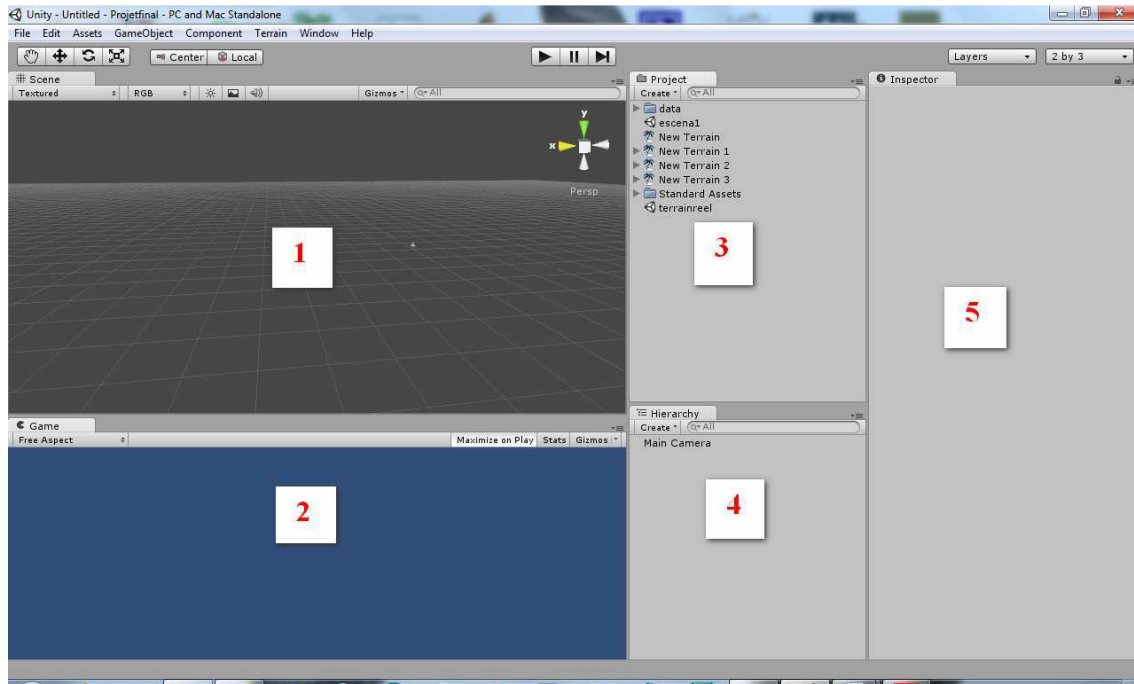 Unity - Untitled - Projetfinal - PC and Mac Standalone
File Edit Assets GameObject Component Terrain Window Help
Center Local
Layers 2 by 3
Scene
Textured RGB Gizmos All
y
x
Persp
1
Game
Free Aspect Maximize on Play Stats Gizmos
2
Project
Create All
data
escena1
New Terrain
New Terrain 1
New Terrain 2
New Terrain 3
Standard Assets
terrainreel
3
Hierarchy
Create All
Main Camera
4
Inspector
5